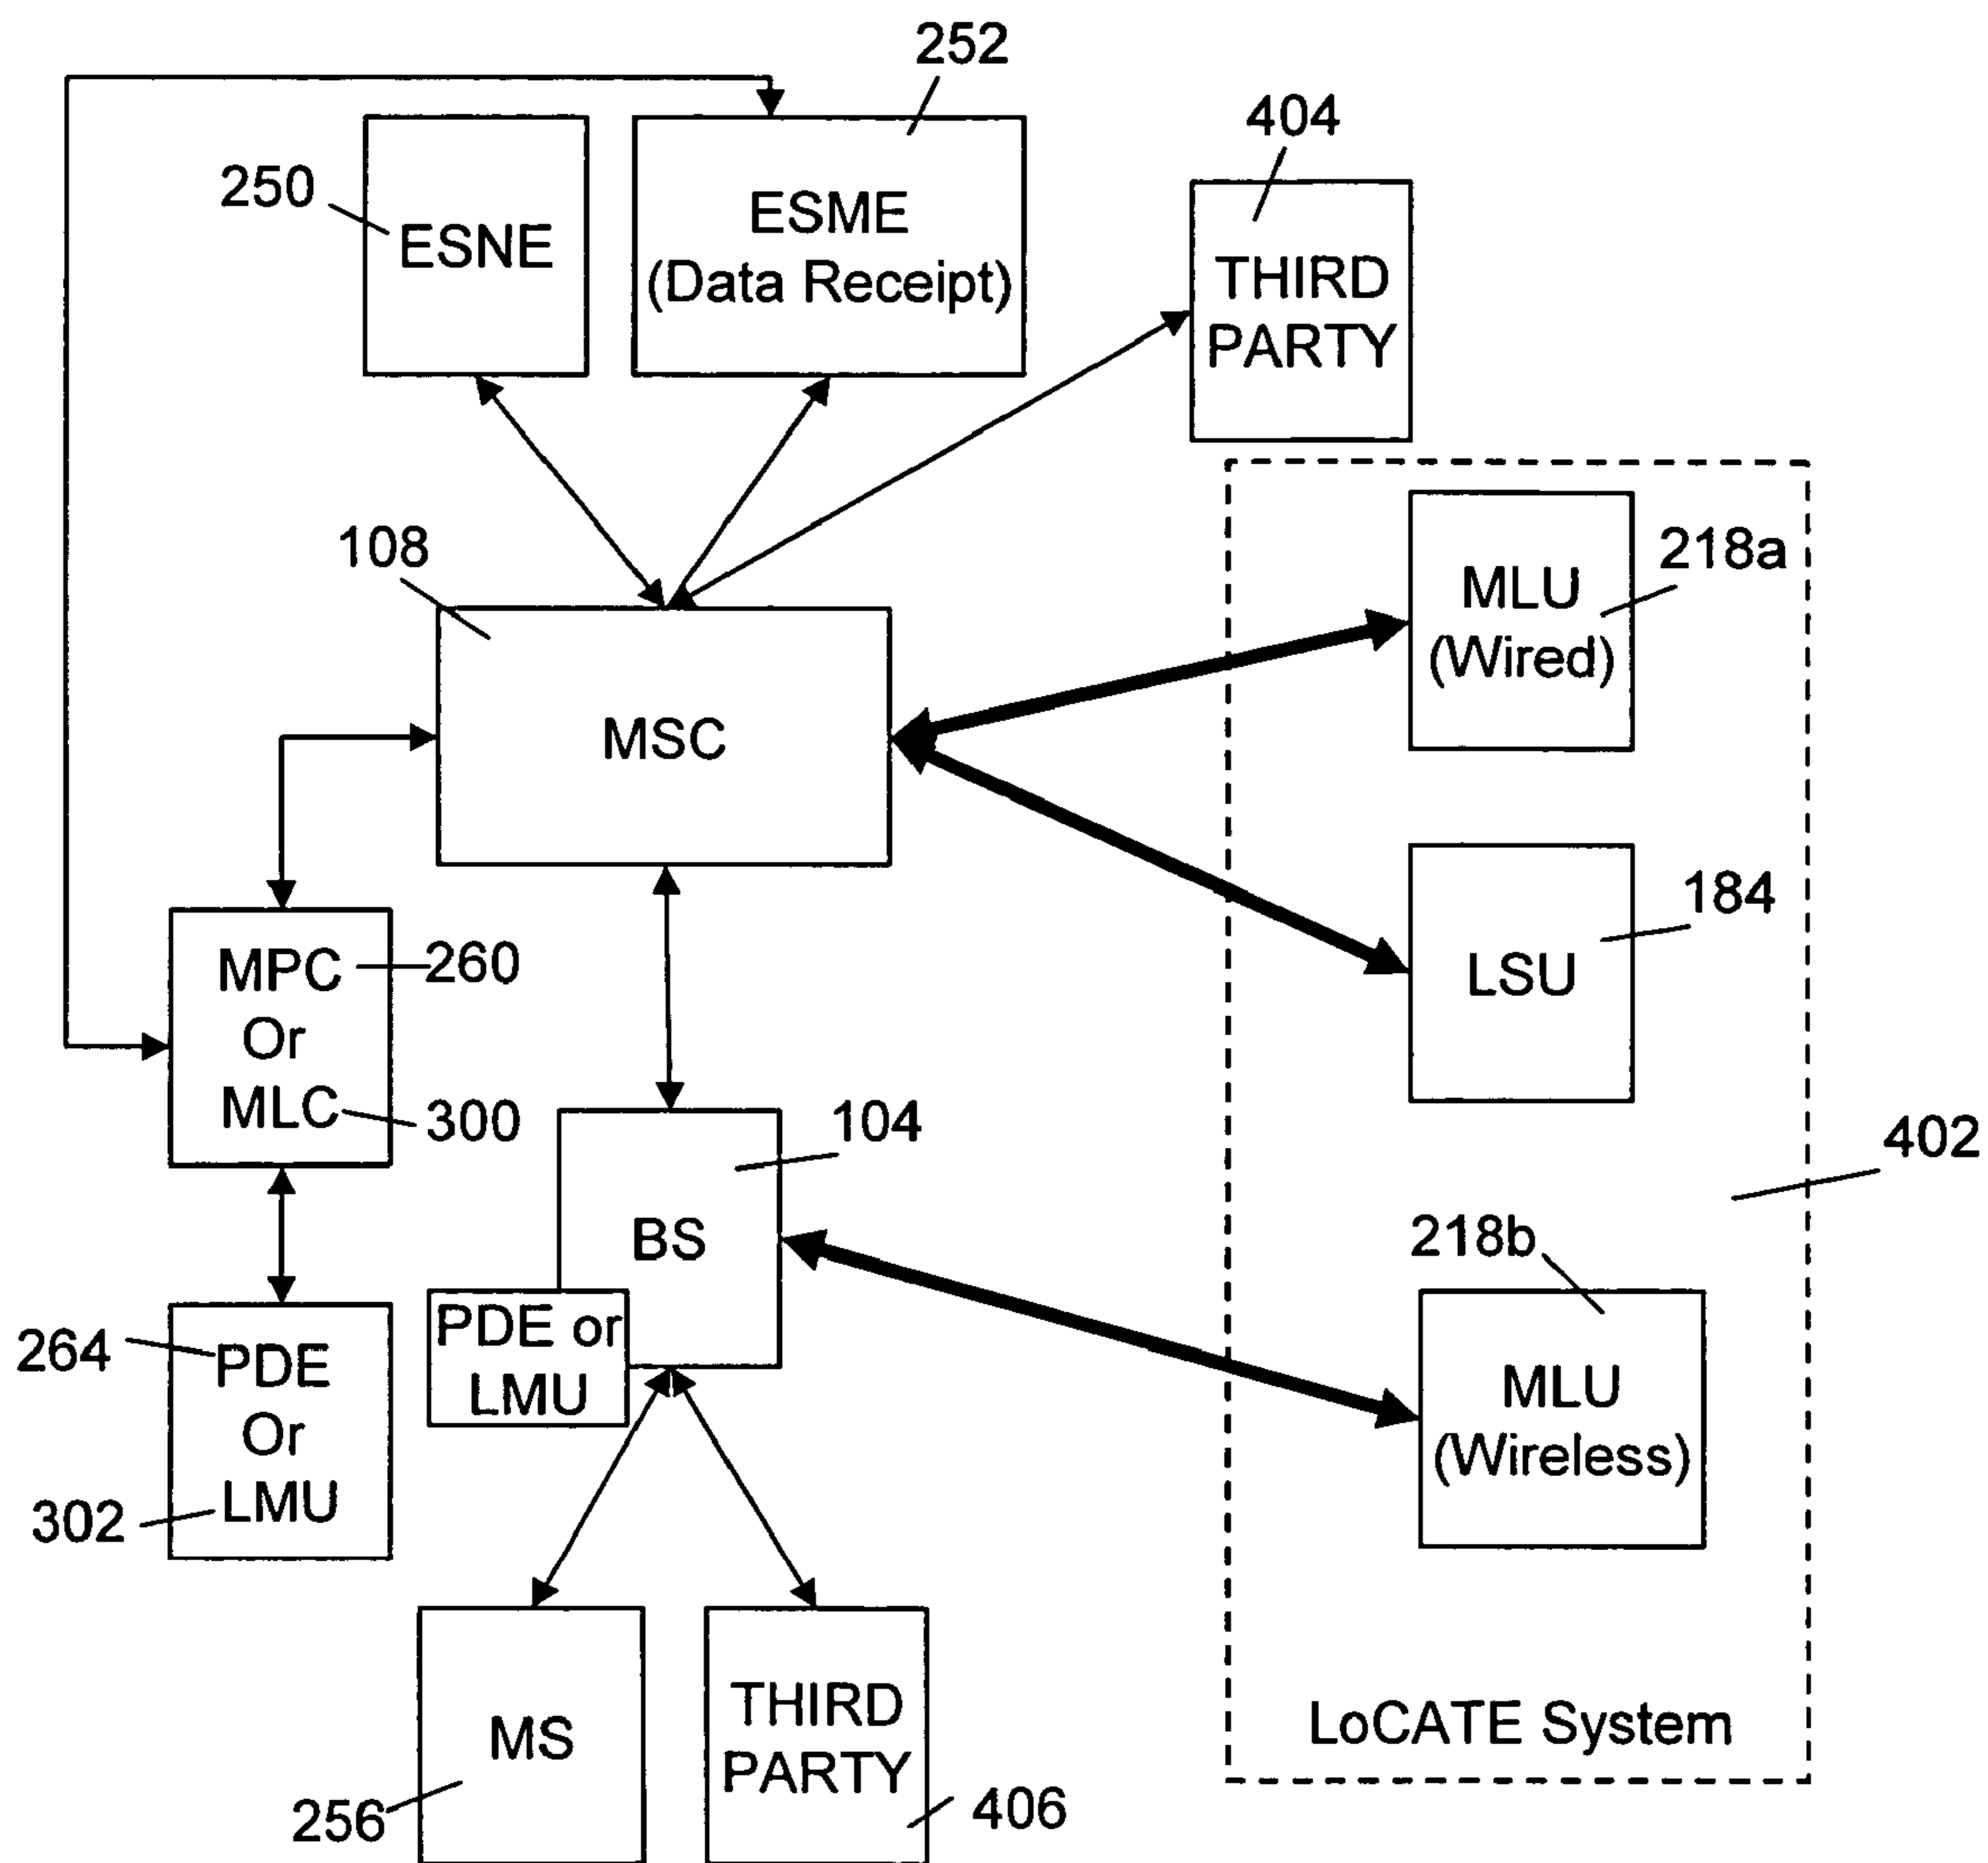 252
404
250
ESNE
ESME
(Data Receipt)
THIRD
PARTY
108
MSC
MLU
(Wired)
218a
LSU
184
MPC
Or
MLC
260
300
104
BS
PDE or
LMU
402
218b
MLU
(Wireless)
264
PDE
Or
LMU
302
MS
256
THIRD
PARTY
406
LoCATE System